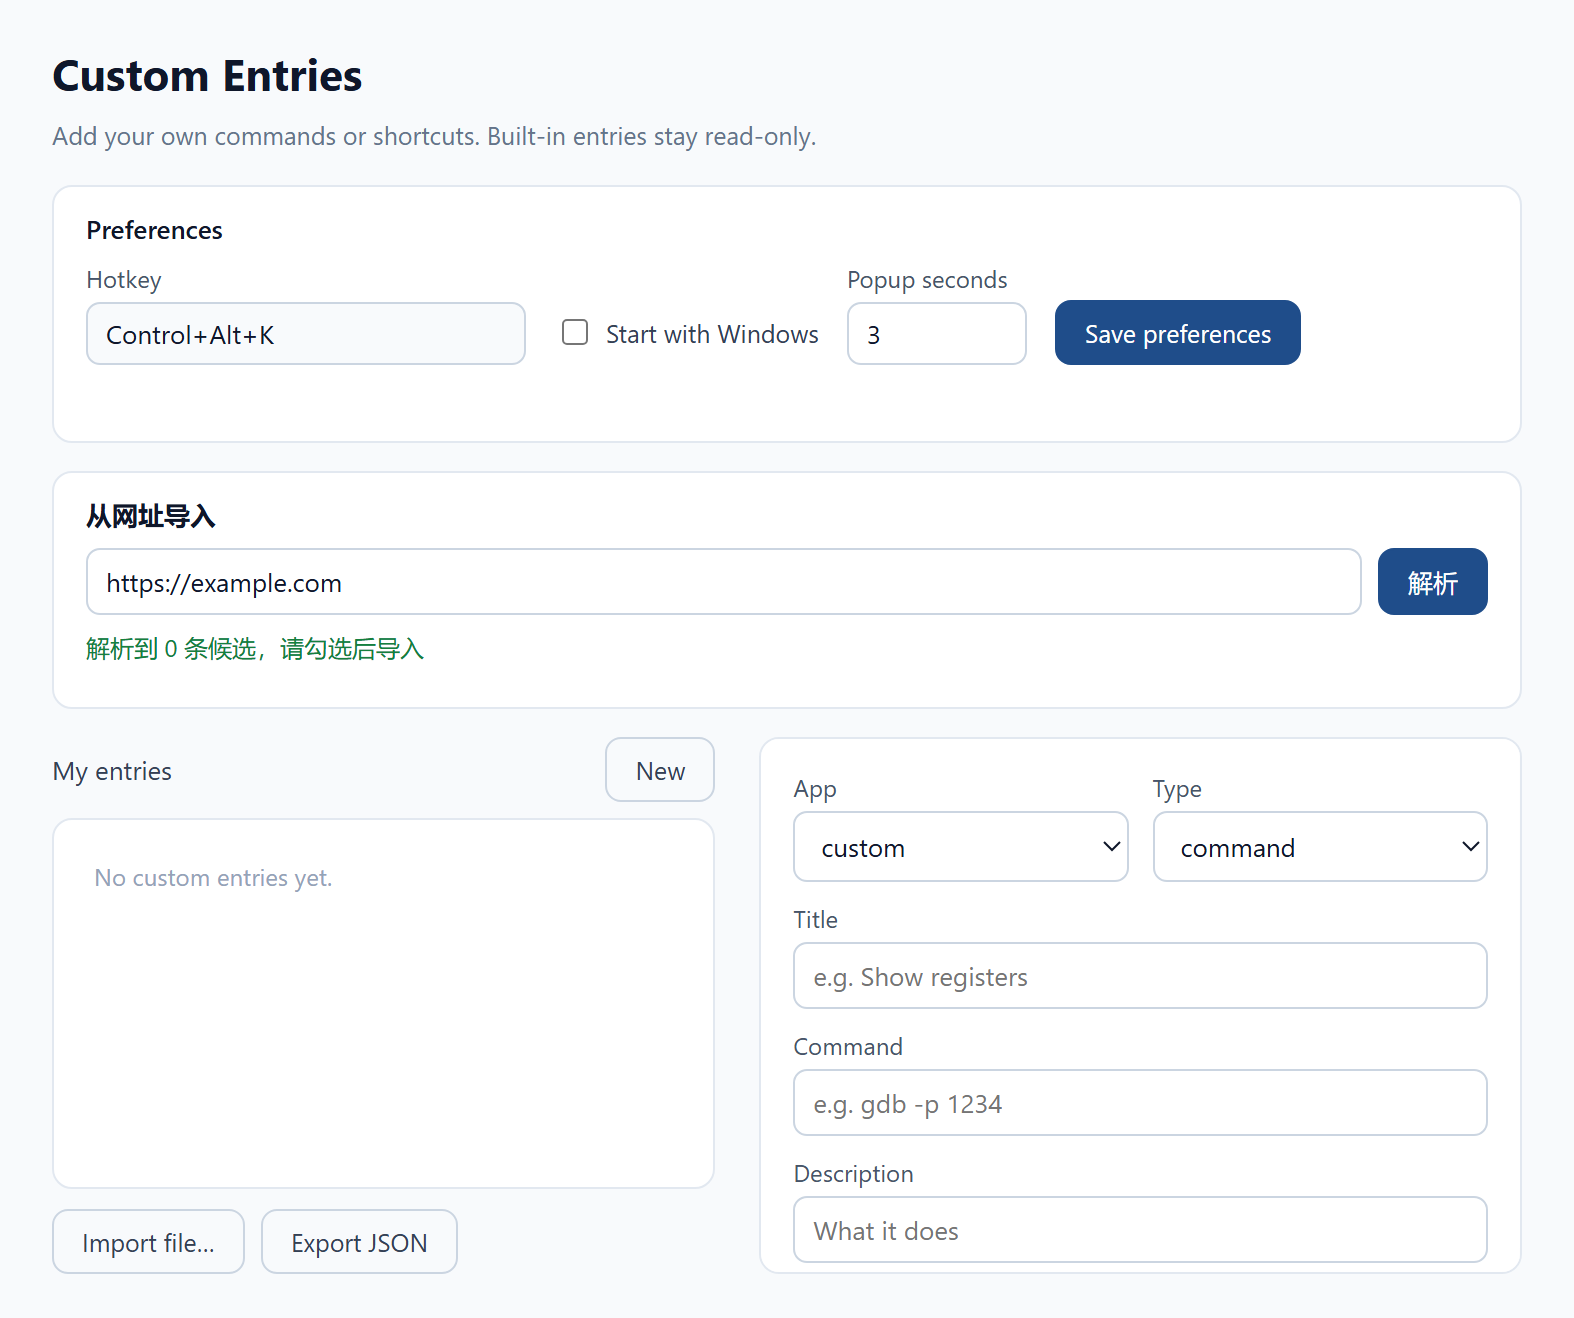 Custom Entries
Add your own commands or shortcuts. Built-in entries stay read-only.
Preferences
Hotkey
Control+Alt+K
Start with Windows
Popup seconds
3
Save preferences
从网址导入
https://example.com
解析
解析到 0 条候选，请勾选后导入
My entries
New
No custom entries yet.
Import file...
Export JSON
App
custom
Type
command
Title
e.g. Show registers
Command
e.g. gdb -p 1234
Description
What it does